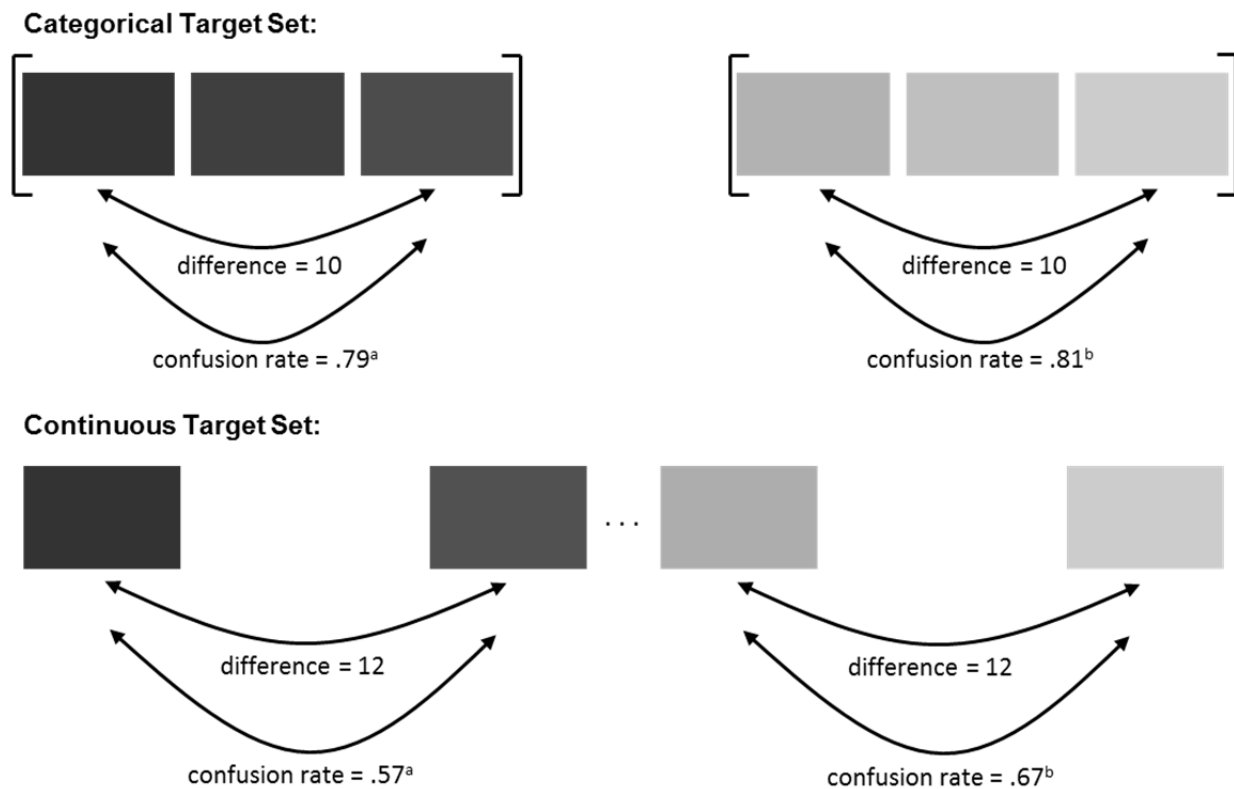 Categorical Target Set:
difference = 10
difference = 10
confusion rate = .79ᵃ
confusion rate = .81ᵇ
Continuous Target Set:
. . .
difference = 12
difference = 12
confusion rate = .57ᵃ
confusion rate = .67ᵇ